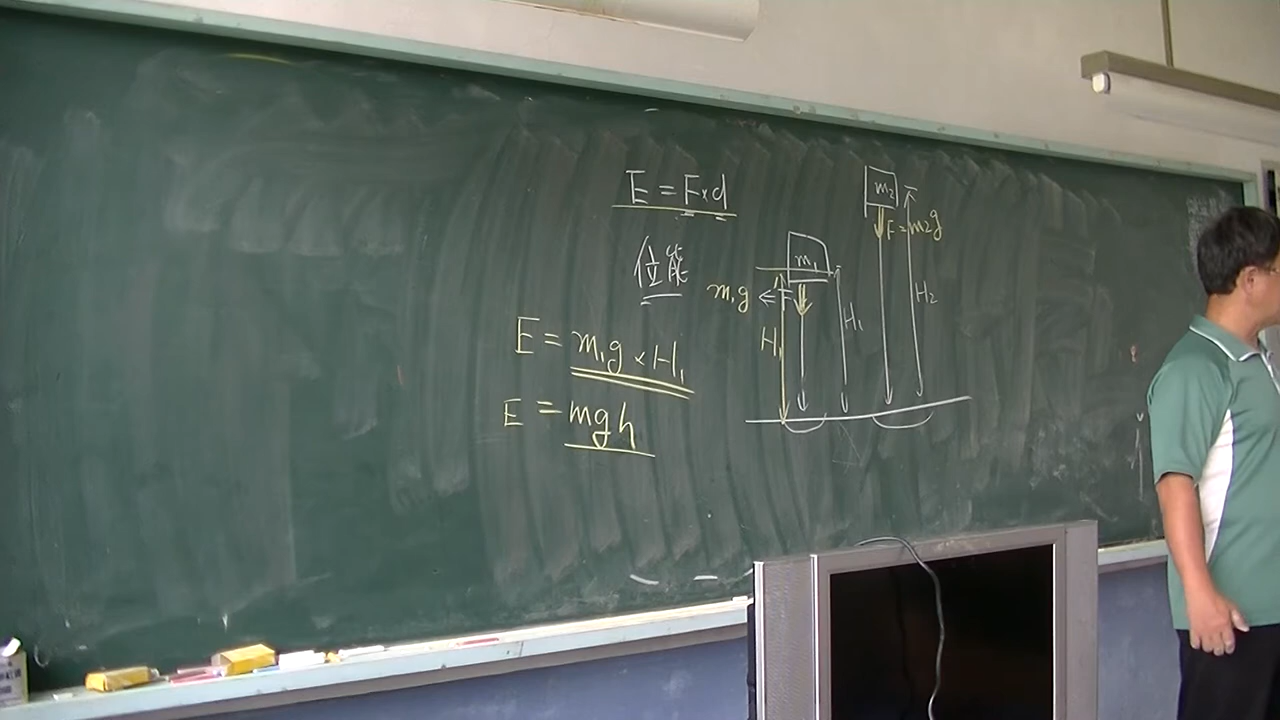 E = F×d
位能
E = m₁g × H₁
E = mgh
m₁
m₁g ← F
H₁
H₁
m₂
F = m₂g
H₂